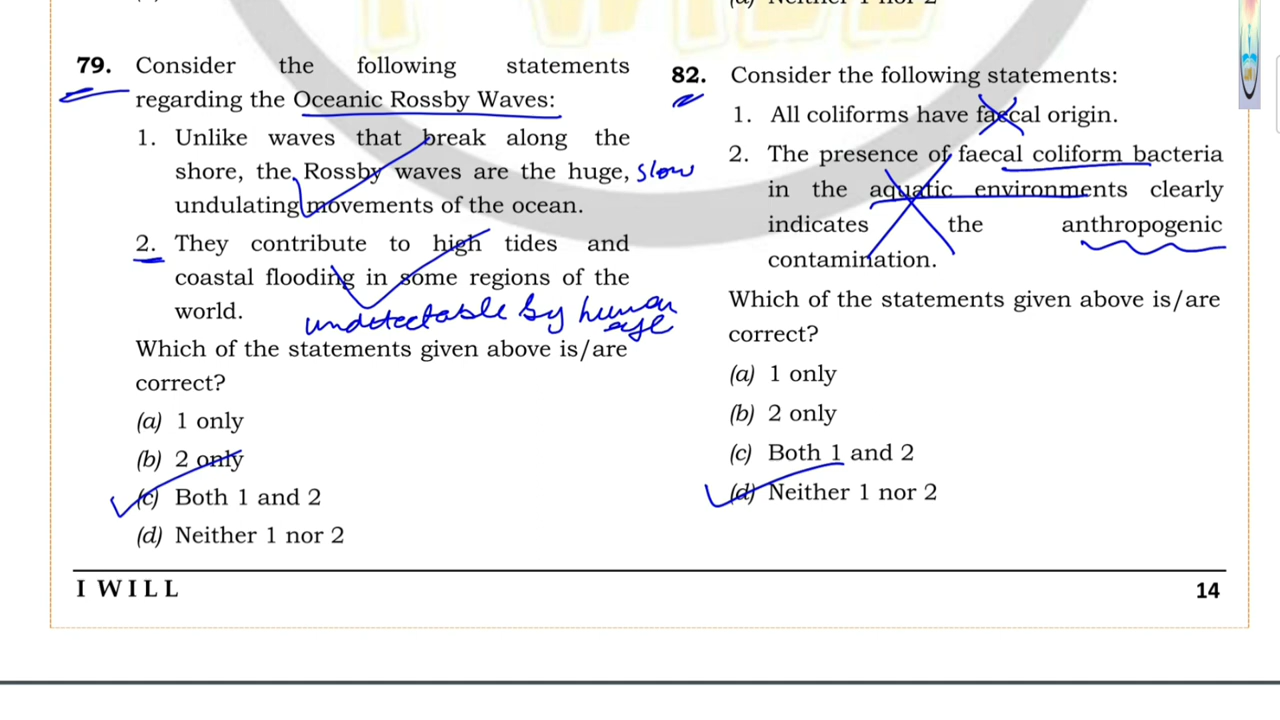 (d) Neither 1 nor 2
79. Consider the following statements
regarding the Oceanic Rossby Waves:
1. Unlike waves that break along the
shore, the Rossby waves are the huge, slow
undulating movements of the ocean.
2. They contribute to high tides and
coastal flooding in some regions of the
world.
undetectable by human
eye
Which of the statements given above is/are
correct?
(a) 1 only
(b) 2 only
(c) Both 1 and 2
(d) Neither 1 nor 2
82. Consider the following statements:
1. All coliforms have faecal origin.
2. The presence of faecal coliform bacteria
in the aquatic environments clearly
indicates the anthropogenic
contamination.
Which of the statements given above is/are
correct?
(a) 1 only
(b) 2 only
(c) Both 1 and 2
(d) Neither 1 nor 2
I WILL
14